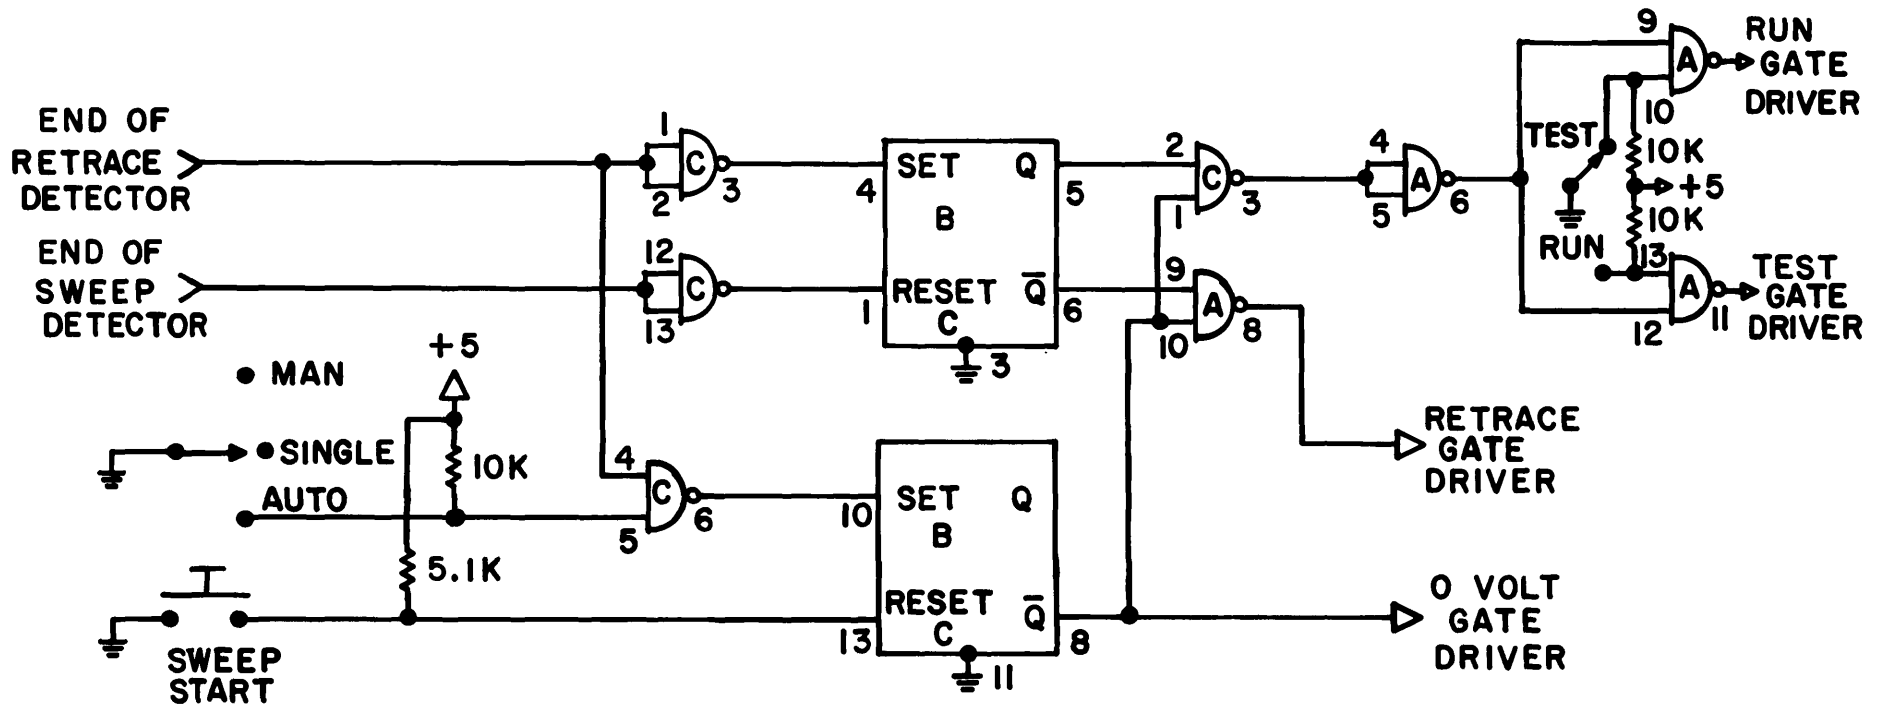 END OF
RETRACE
DETECTOR
END OF
SWEEP
DETECTOR
1
2
C
3
12
13
C
4
SET
Q
5
B
1
RESET
Q̅
6
C
3
2
1
C
3
4
5
A
6
9
10
A
8
9
10
A
RUN
GATE
DRIVER
TEST
10K
+5
10K
RUN
13
12
A
11
TEST
GATE
DRIVER
RETRACE
GATE
DRIVER
MAN
+5
SINGLE
10K
AUTO
4
5
C
6
10
SET
Q
B
5.1K
13
RESET
Q̅
8
C
11
SWEEP
START
0 VOLT
GATE
DRIVER